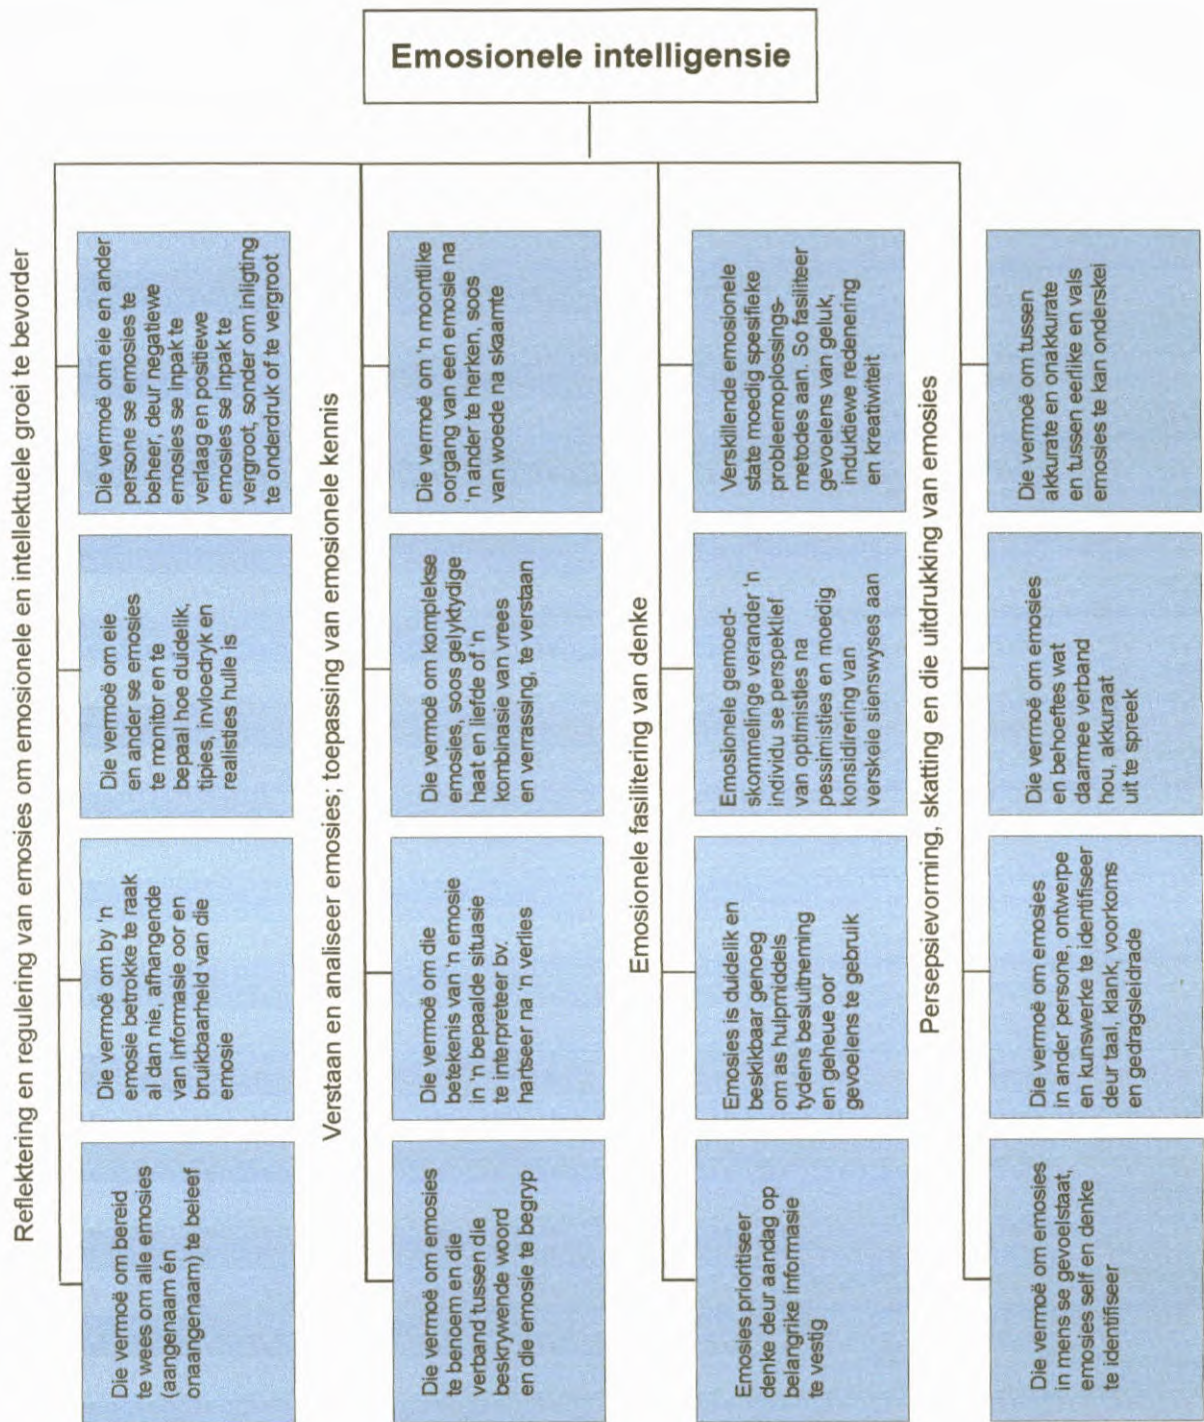 Emosionele intelligensie
Reflektering en regulering van emosies om emosionele en intellektuele groei te bevorder
Die vermoë om bereid
te wees om alle emosies
(aangenaam én
onaangenaam) te beleef
Die vermoë om by 'n
emosie betrokke te raak
al dan nie, afhangende
van informasie oor en
bruikbaarheid van die
emosie
Die vermoë om eie
en ander se emosies
te monitor en te
bepaal hoe duidelik,
tipies, invloedryk en
realisties hulle is
Die vermoë om eie en ander
persone se emosies te
beheer, deur negatiewe
emosies se inpak te
verlaag en positiewe
emosies se inpak te
vergroot, sonder om inligting
te onderdruk of te vergroot
Verstaan en analiseer emosies; toepassing van emosionele kennis
Die vermoë om emosies
te benoem en die
verband tussen die
beskrywende woord
en die emosie te begryp
Die vermoë om die
betekenis van 'n emosie
in 'n bepaalde situasie
te interpreteer bv.
hartseer na 'n verlies
Die vermoë om komplekse
emosies, soos gelyktydige
haat en liefde of 'n
kombinasie van vrees
en verrassing, te verstaan
Die vermoë om 'n moontlike
oorgang van een emosie na
'n ander te herken, soos
van woede na skaamte
Emosionele fasilitering van denke
Emosies prioritiseer
denke deur aandag op
belangrike informasie
te vestig
Emosies is duidelik en
beskikbaar genoeg
om as hulpmiddels
tydens besluitneming
en geheue oor
gevoelens te gebruik
Emosionele gemoed-
skommelinge verander 'n
individu se perspektief
van optimisties na
pessimisties en moedig
konsidirering van
verskele sienswyses aan
Verskillende emosionele
state moedig spesifieke
probleemoplossings-
metodes aan. So fasiliteer
gevoelens van geluk,
induktiewe redenering
en kreatiwiteit
Persepsievorming, skatting en die uitdrukking van emosies
Die vermoë om emosies
in mens se gevoelstaat,
emosies self en denke
te identifiseer
Die vermoë om emosies
in ander persone, ontwerpe
en kunswerke te identifiseer
deur taal, klank, voorkoms
en gedragsleidrade
Die vermoë om emosies
en behoeftes wat
daarmee verband
hou, akkuraat
uit te spreek
Die vermoë om tussen
akkurate en onakkurate
en tussen eerlike en vals
emosies te kan onderskei